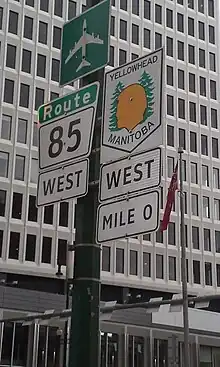 Route
85
WEST
YELLOWHEAD
MANITOBA
WEST
MILE 0